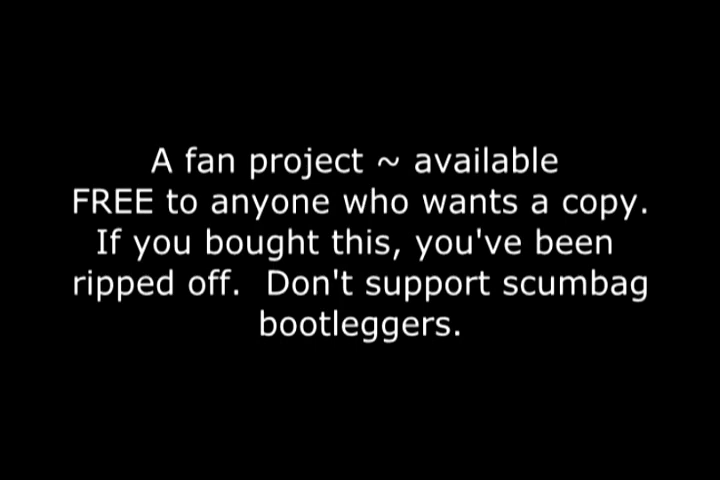 A fan project ~ available
FREE to anyone who wants a copy.
If you bought this, you've been
ripped off.  Don't support scumbag
bootleggers.